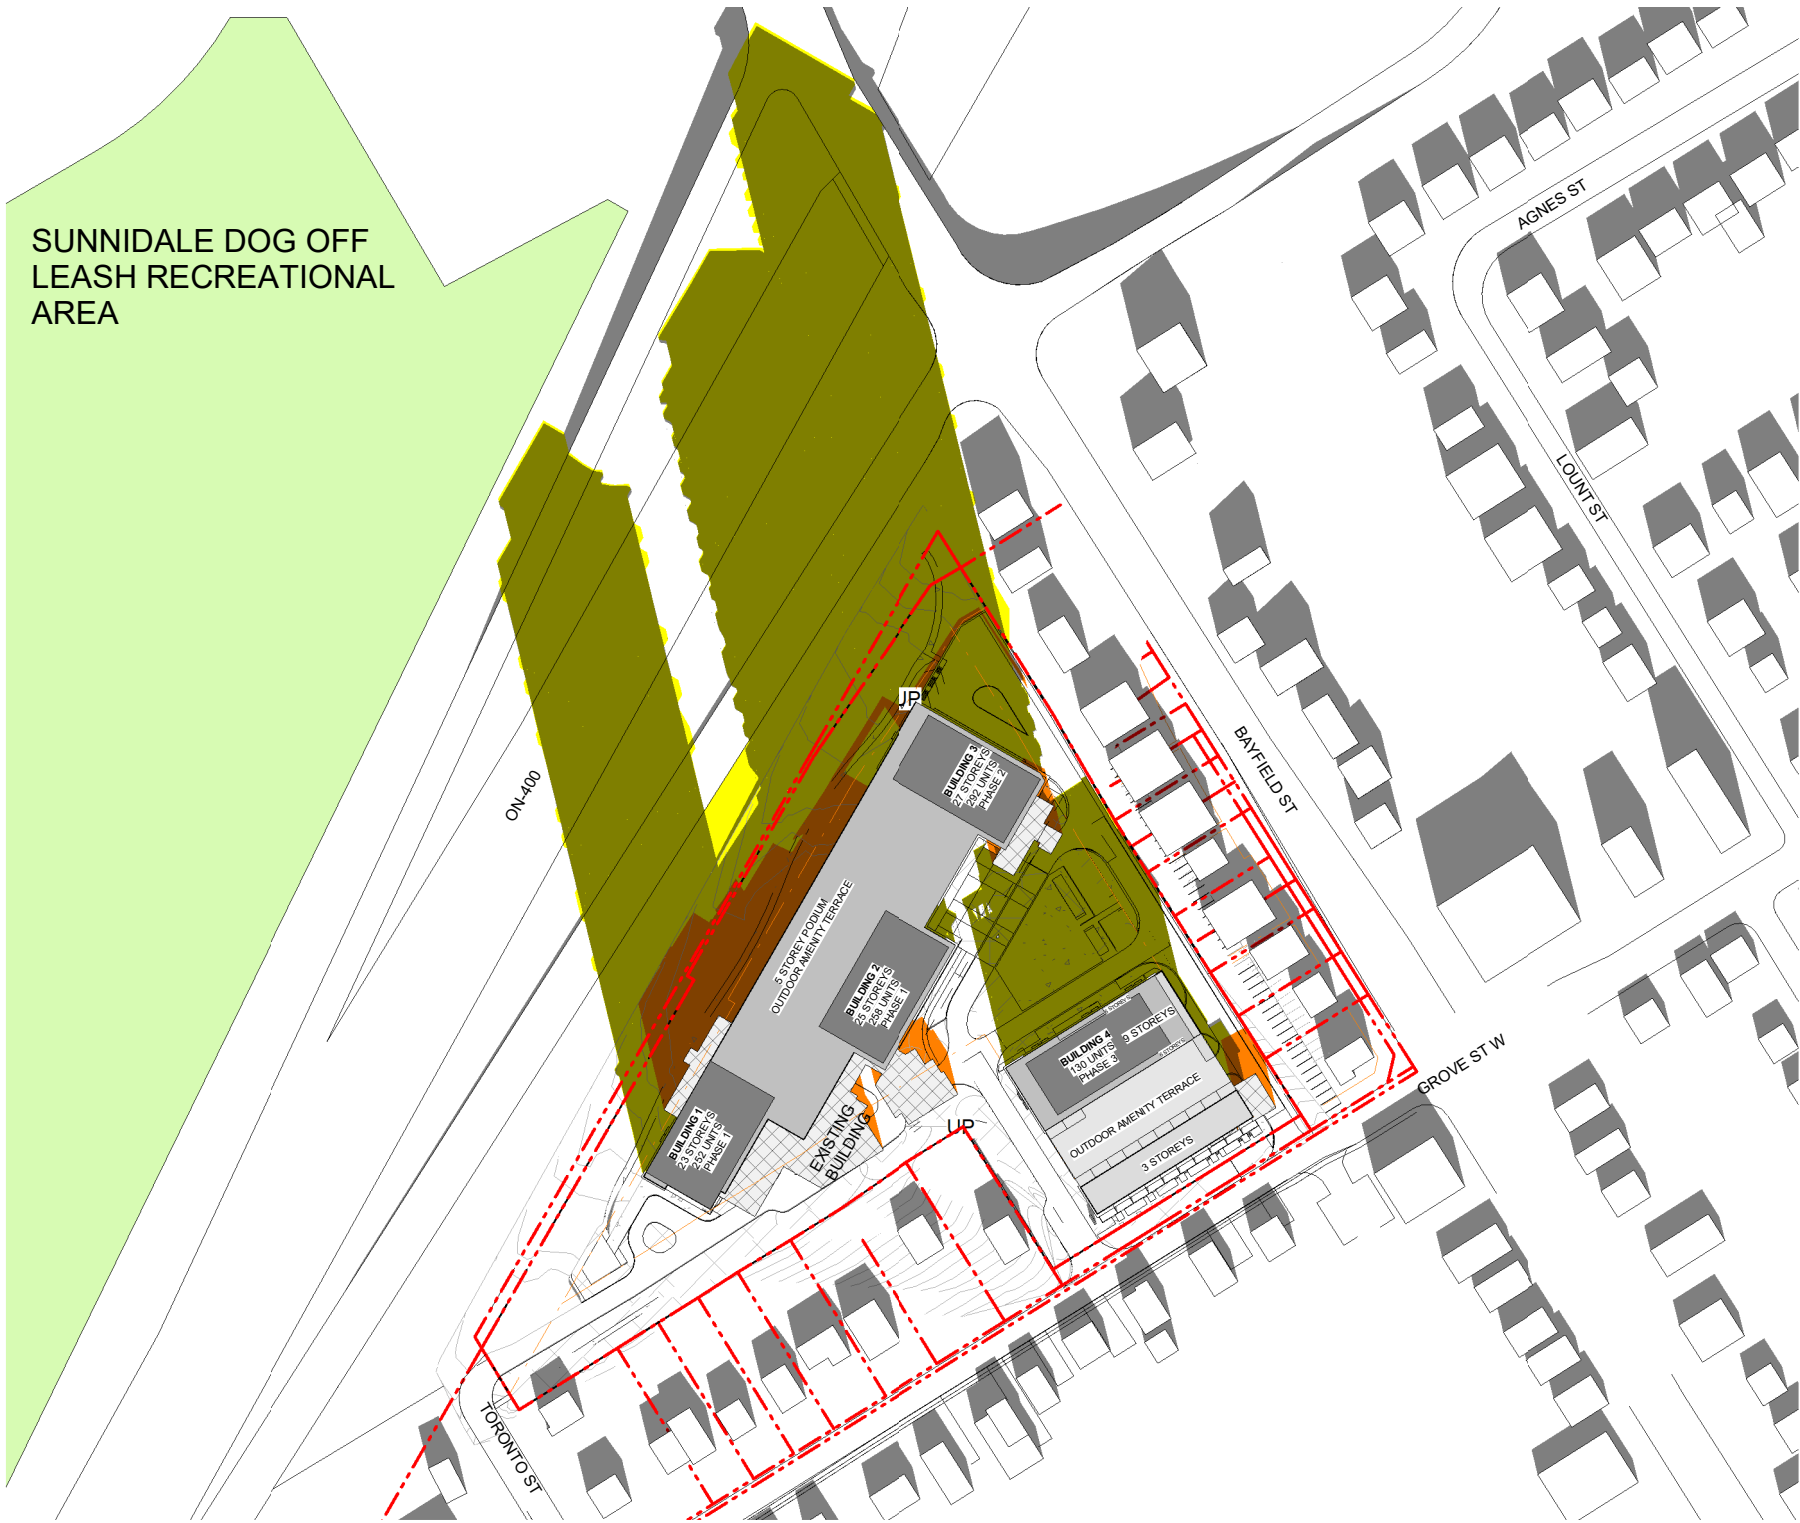 SUNNIDALE DOG OFF
LEASH RECREATIONAL
AREA
AGNES ST
LOUNT ST
BAYFIELD ST
ON-400
UP
BUILDING 3
27 STOREYS
292 UNITS
PHASE 2
5 STOREY PODIUM
OUTDOOR AMENITY TERRACE
BUILDING 2
25 STOREYS
258 UNITS
PHASE 1
BUILDING 4
130 UNITS
PHASE 3
9 STOREYS
OUTDOOR AMENITY TERRACE
3 STOREYS
BUILDING 1
23 STOREYS
252 UNITS
PHASE 1
EXISTING
BUILDING
UP
GROVE ST W
TORONTO ST